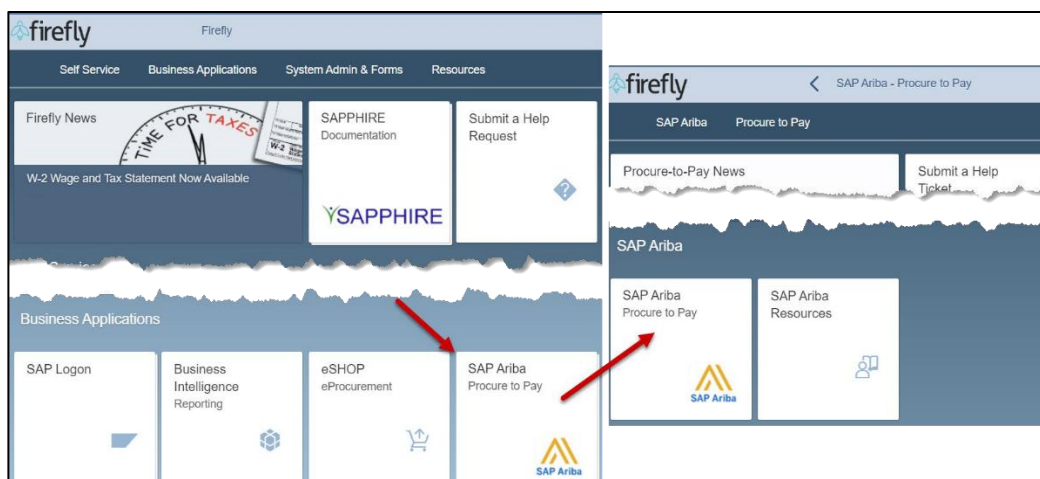 firefly
Firefly
Self Service Business Applications System Admin & Forms Resources
Firefly News
TIME FOR TAXES
W-2
W-2 Wage and Tax Statement Now Available
SAPPHIRE
Documentation
SAPPHIRE
Submit a Help
Request
Business Applications
SAP Logon
Business
Intelligence
Reporting
eSHOP
eProcurement
SAP Ariba
Procure to Pay
SAP Ariba
firefly
SAP Ariba - Procure to Pay
SAP Ariba Procure to Pay
Procure-to-Pay News
Submit a Help
Ticket
SAP Ariba
SAP Ariba
Procure to Pay
SAP Ariba
SAP Ariba
Resources